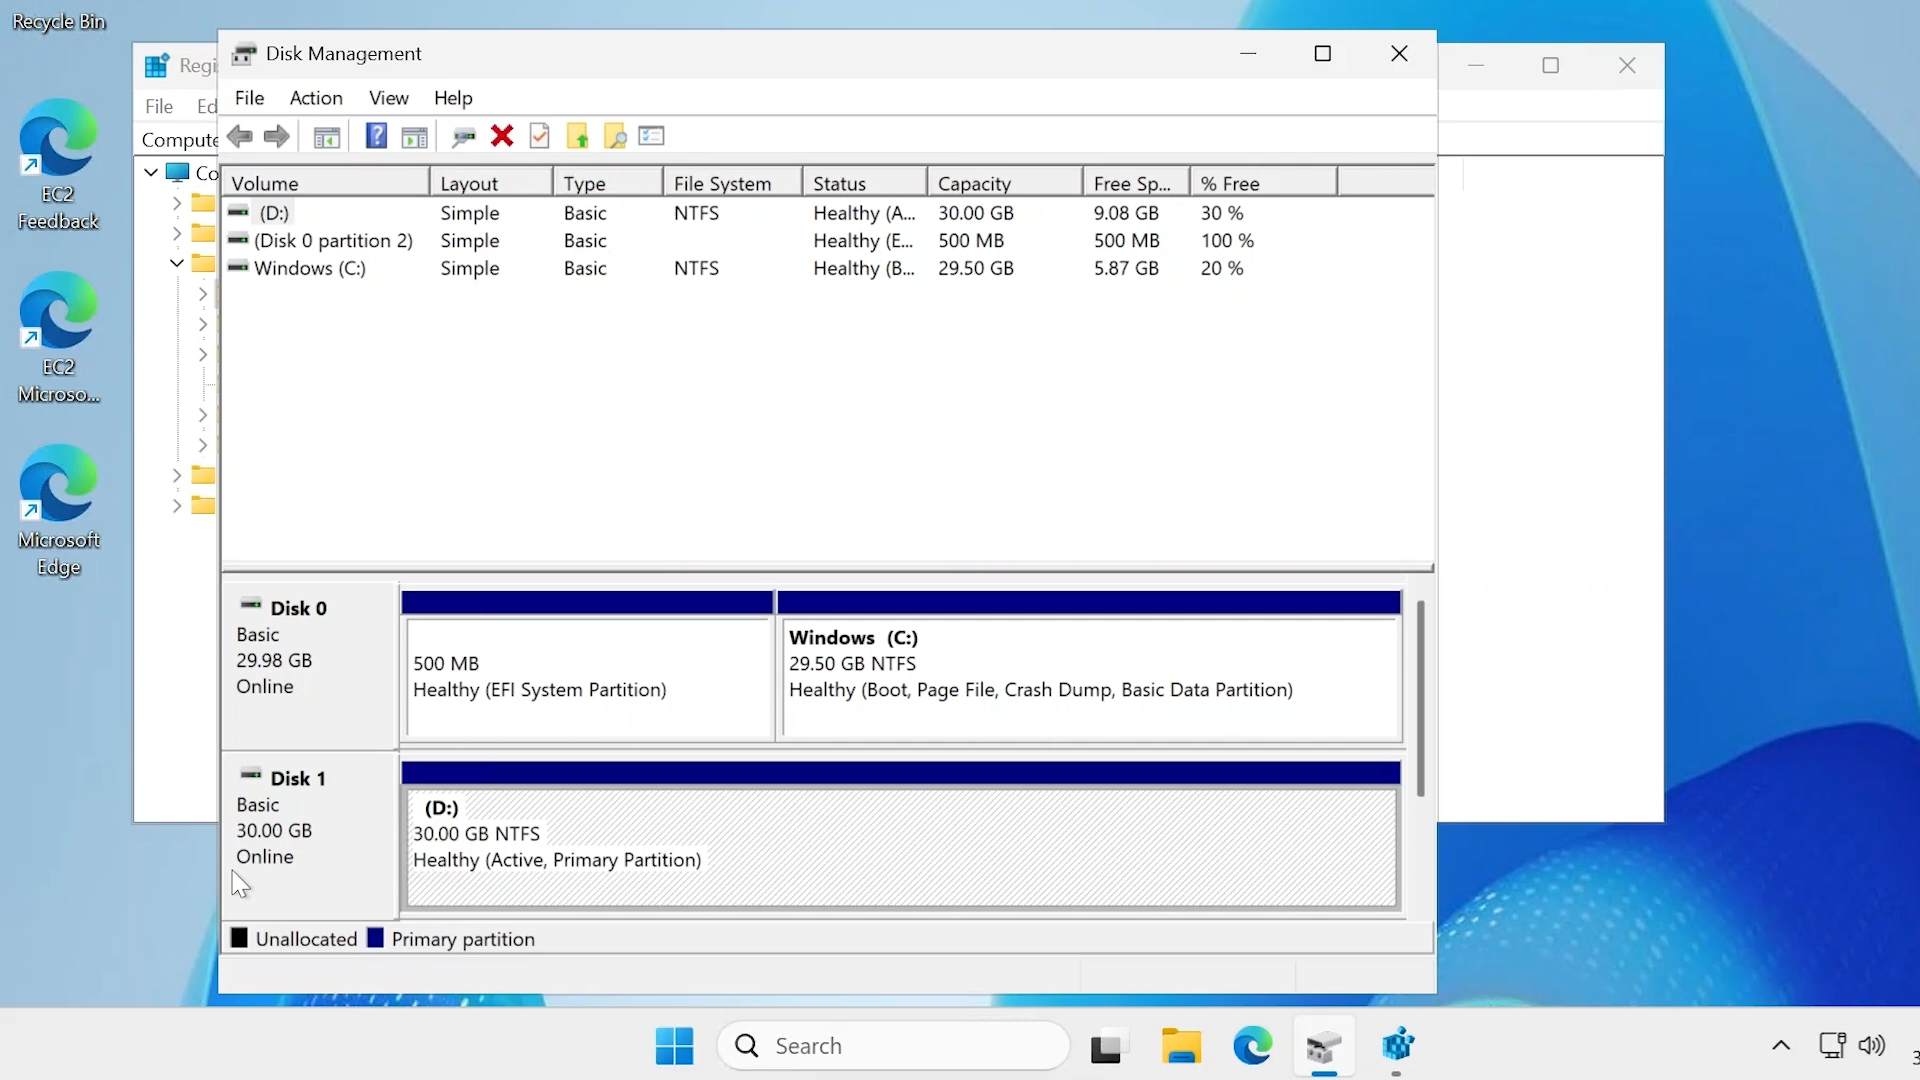 Recycle Bin
EC2
Feedback
EC2
Microso...
Microsoft
Edge
Regi
File Ed
Compute
Co
Disk Management
File Action View Help
Volume Layout Type File System Status Capacity Free Sp... % Free
(D:) Simple Basic NTFS Healthy (A... 30.00 GB 9.08 GB 30 %
(Disk 0 partition 2) Simple Basic Healthy (E... 500 MB 500 MB 100 %
Windows (C:) Simple Basic NTFS Healthy (B... 29.50 GB 5.87 GB 20 %
Disk 0
Basic
29.98 GB
Online
500 MB
Healthy (EFI System Partition)
Windows (C:)
29.50 GB NTFS
Healthy (Boot, Page File, Crash Dump, Basic Data Partition)
Disk 1
Basic
30.00 GB
Online
(D:)
30.00 GB NTFS
Healthy (Active, Primary Partition)
Unallocated Primary partition
Search
3